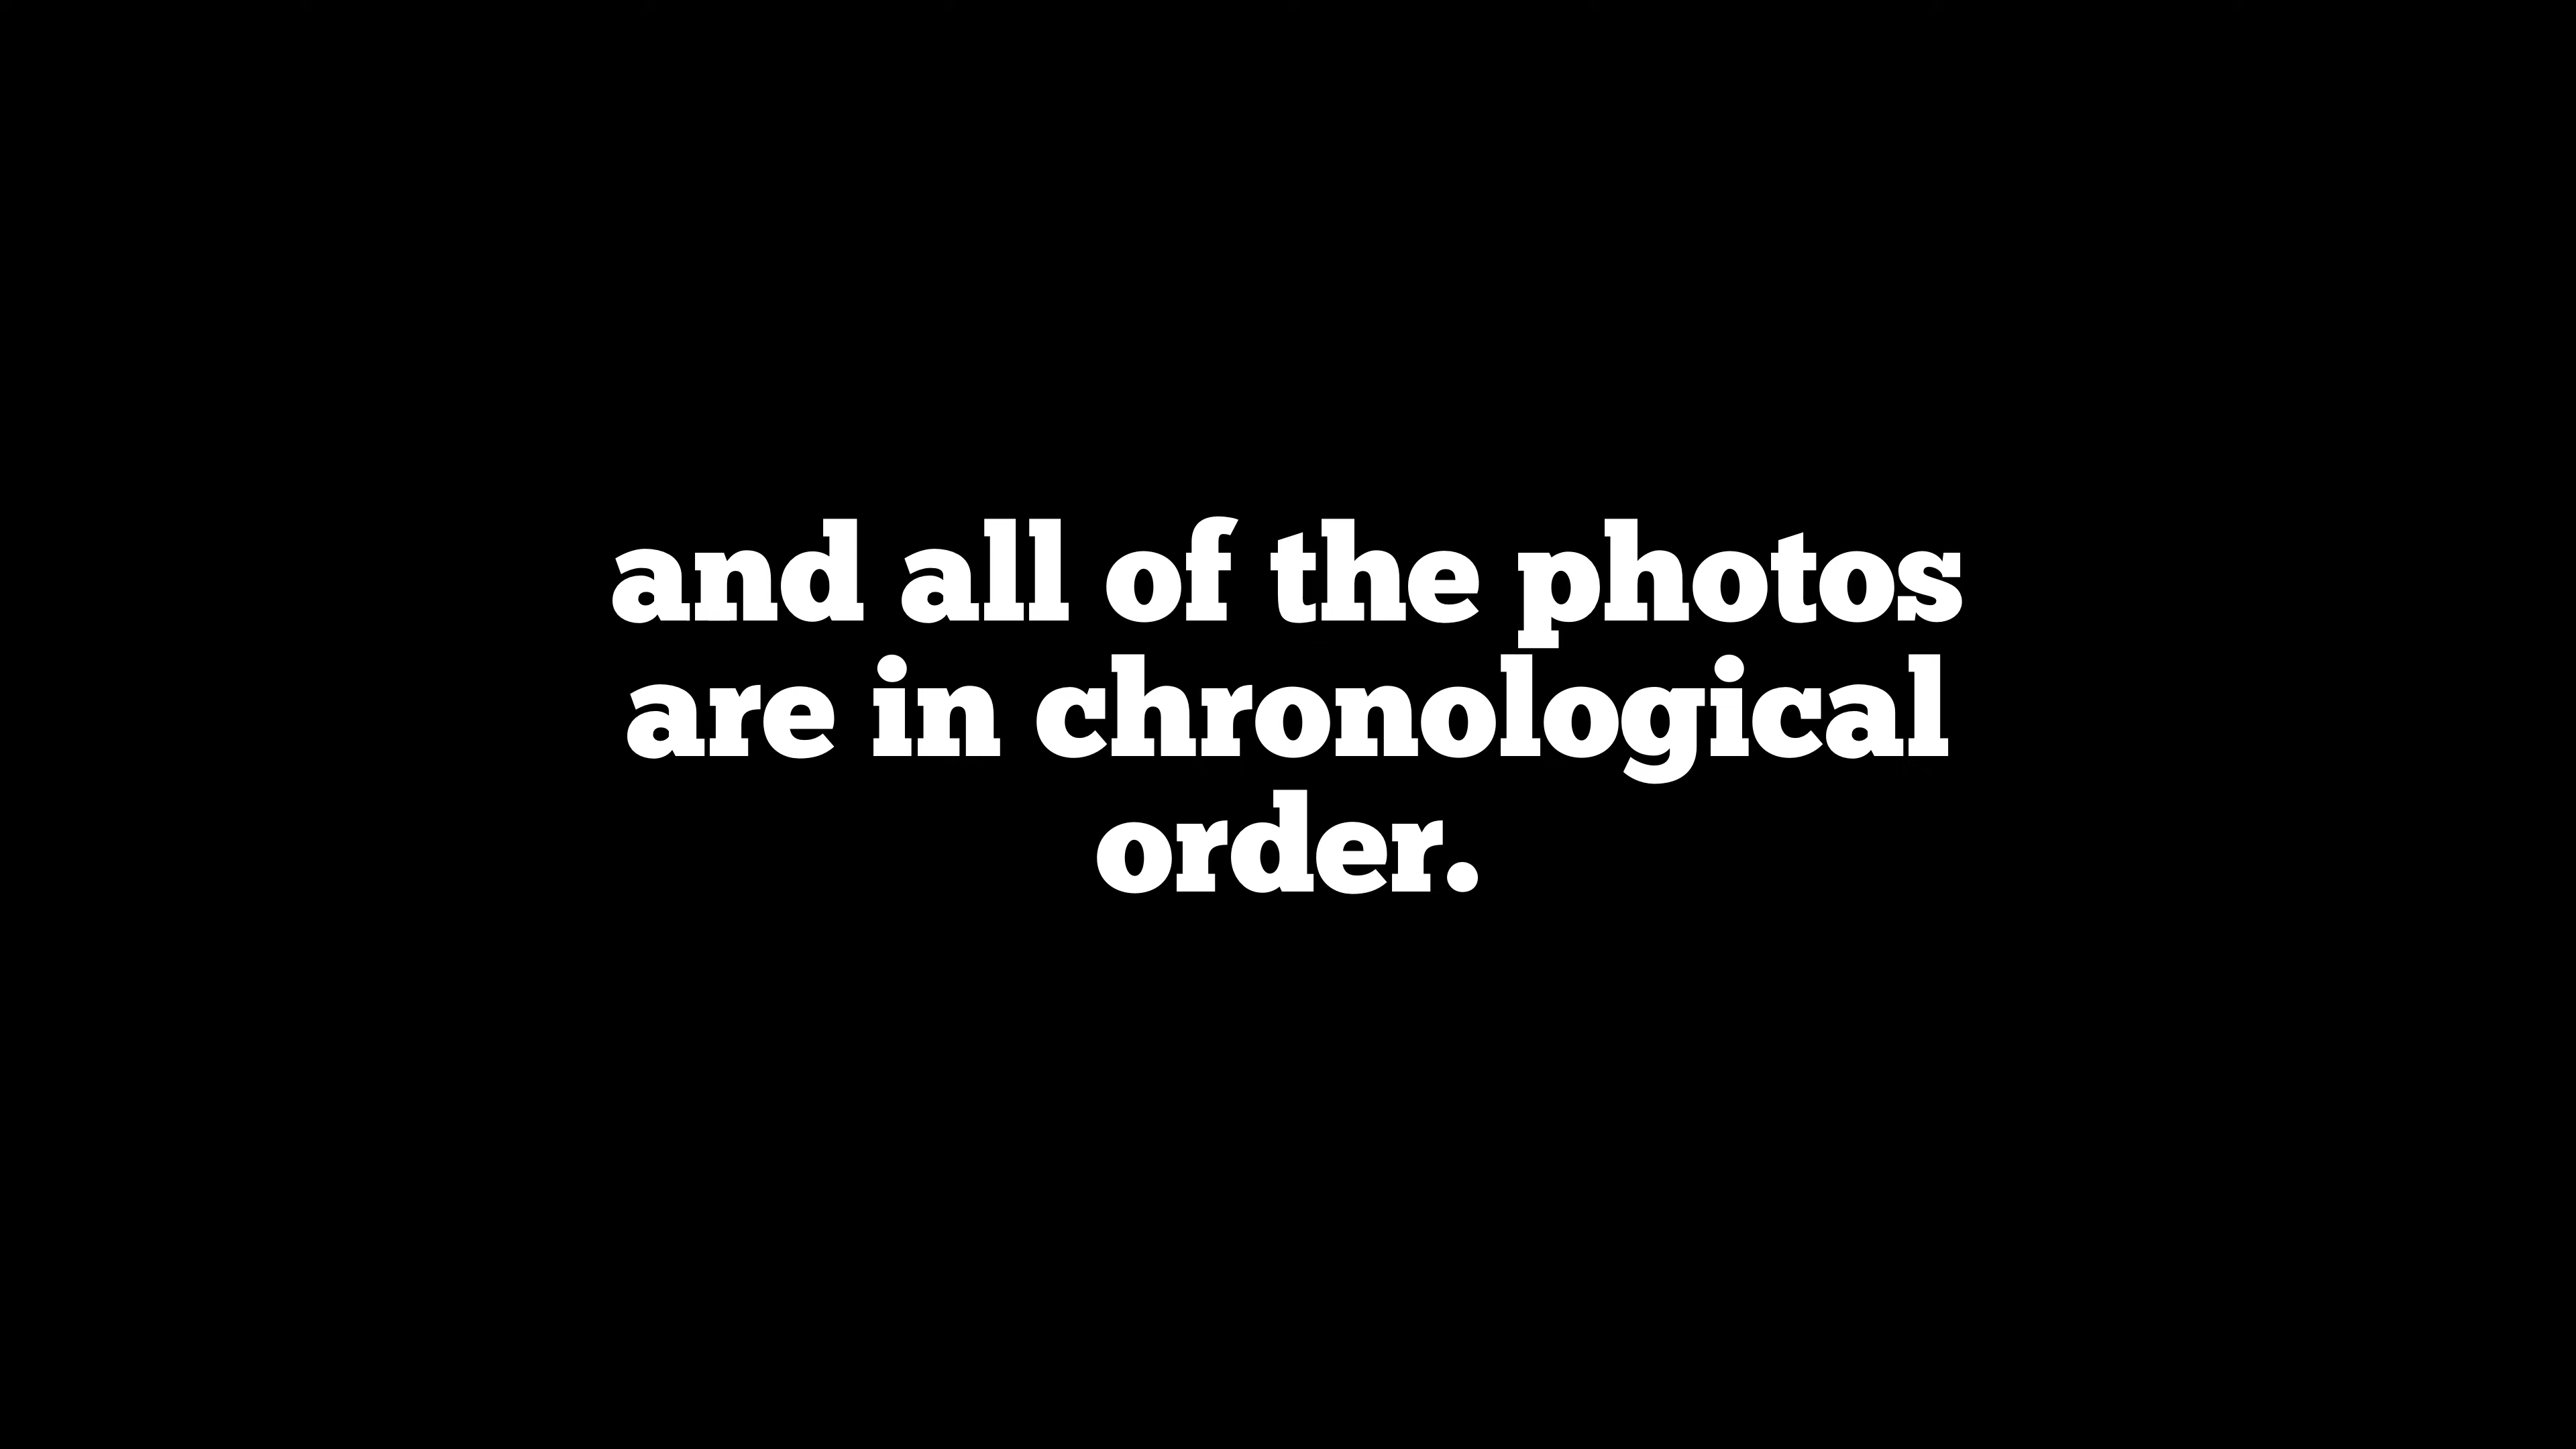 and all of the photos
are in chronological
order.